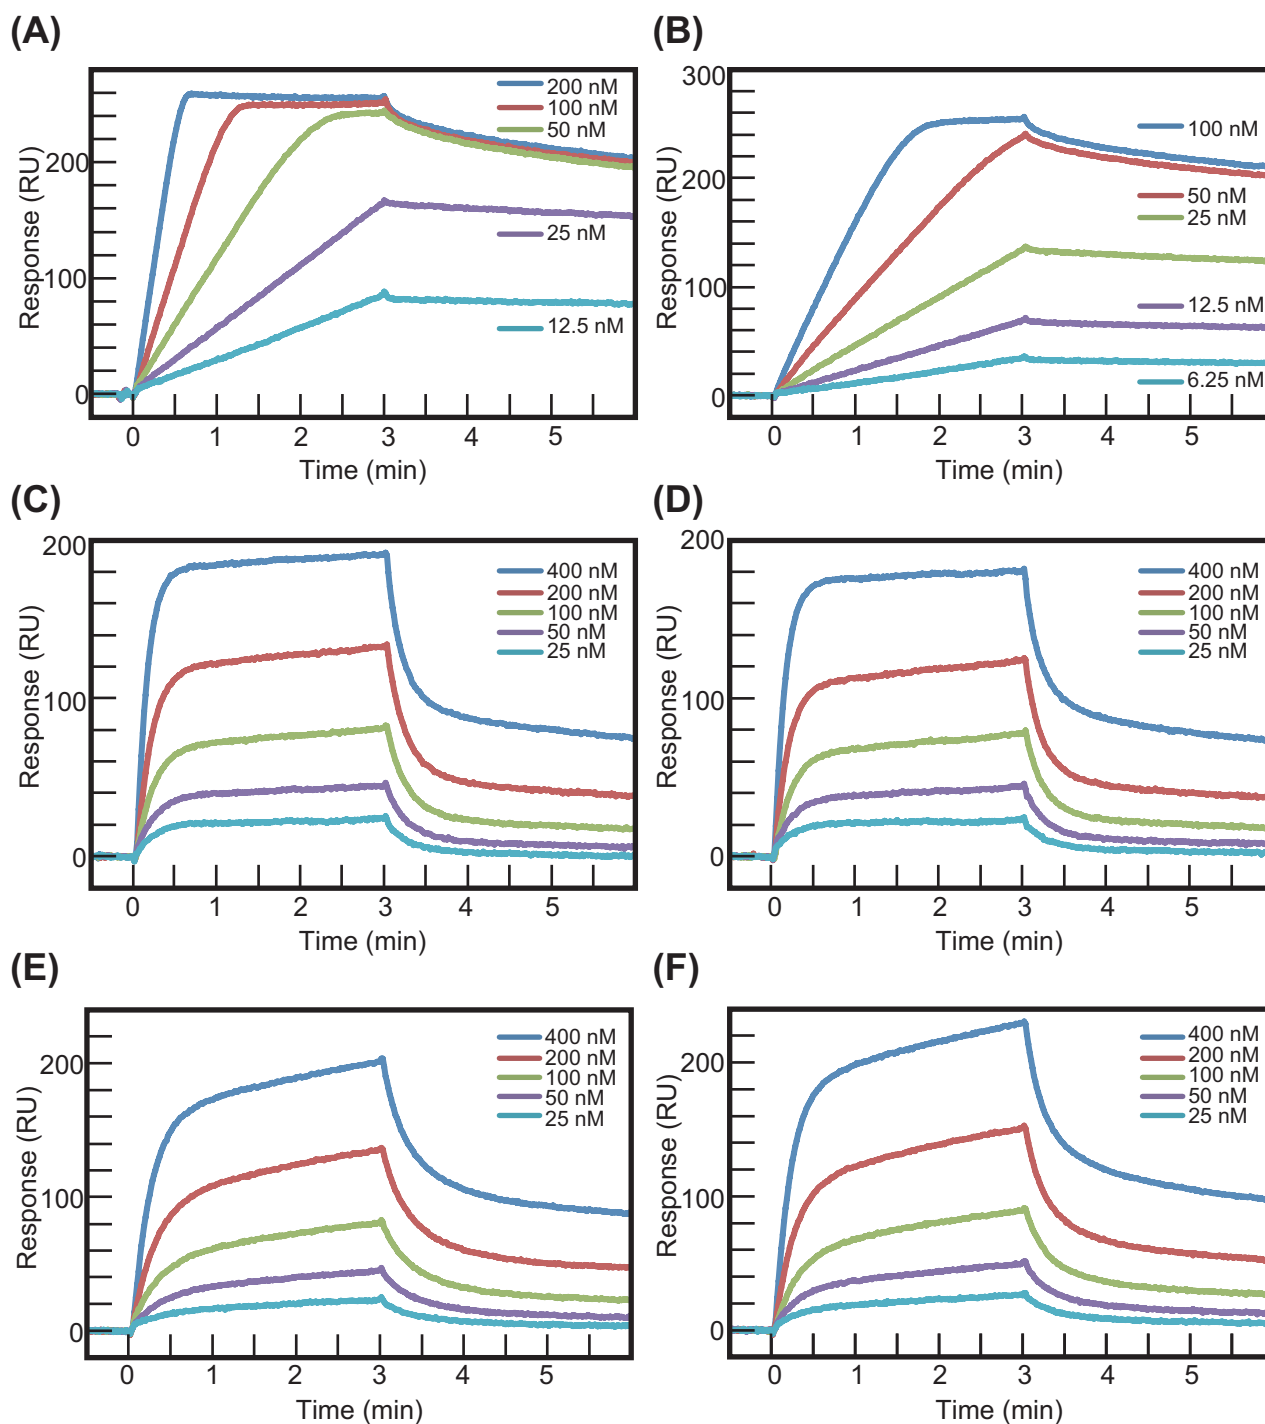 (A)
Response (RU)
200
100
0
200 nM
100 nM
50 nM
25 nM
12.5 nM
0 1 2 3 4 5
Time (min)
(B)
Response (RU)
300
200
100
0
100 nM
50 nM
25 nM
12.5 nM
6.25 nM
0 1 2 3 4 5
Time (min)
(C)
Response (RU)
200
100
0
400 nM
200 nM
100 nM
50 nM
25 nM
0 1 2 3 4 5
Time (min)
(D)
Response (RU)
200
100
0
400 nM
200 nM
100 nM
50 nM
25 nM
0 1 2 3 4 5
Time (min)
(E)
Response (RU)
200
100
0
400 nM
200 nM
100 nM
50 nM
25 nM
0 1 2 3 4 5
Time (min)
(F)
Response (RU)
200
100
0
400 nM
200 nM
100 nM
50 nM
25 nM
0 1 2 3 4 5
Time (min)